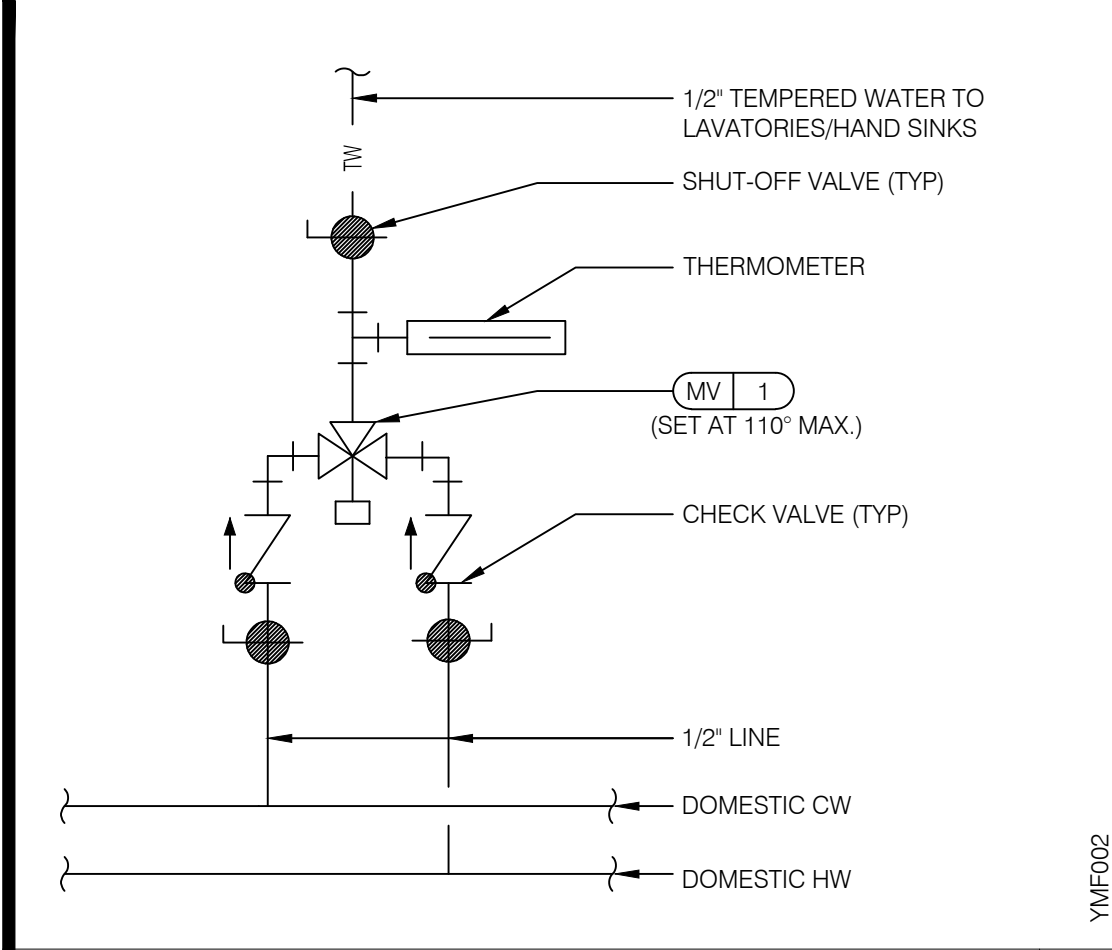 1/2" TEMPERED WATER TO
LAVATORIES/HAND SINKS
TW
SHUT-OFF VALVE (TYP)
THERMOMETER
MV 1
(SET AT 110° MAX.)
CHECK VALVE (TYP)
1/2" LINE
DOMESTIC CW
DOMESTIC HW
YMF002